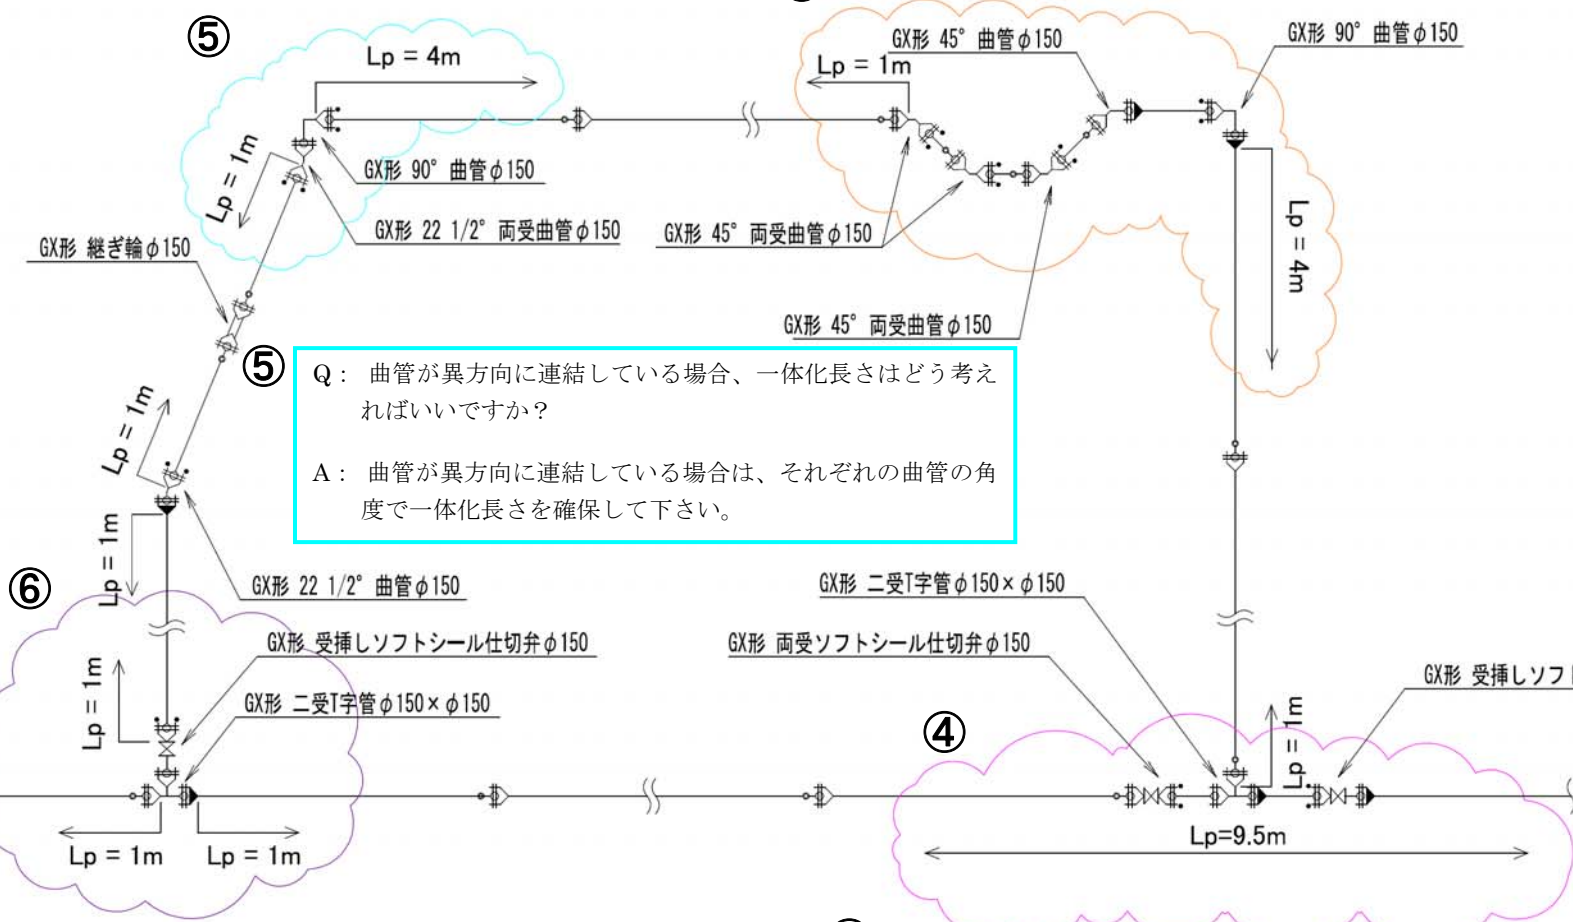 ⑤
Lp = 4m
GX形 45° 曲管φ150
Lp = 1m
GX形 90° 曲管φ150
Lp = 1m
GX形 90° 曲管φ150
GX形 22 1/2° 両受曲管φ150
GX形 45° 両受曲管φ150
Lp = 4m
GX形 継ぎ輪φ150
GX形 45° 両受曲管φ150
⑤
Q： 曲管が異方向に連結している場合、一体化長さはどう考え
ればいいですか？
A： 曲管が異方向に連結している場合は、それぞれの曲管の角
度で一体化長さを確保して下さい。
Lp = 1m
Lp = 1m
⑥
GX形 22 1/2° 曲管φ150
GX形 二受T字管φ150×φ150
GX形 受挿しソフトシール仕切弁φ150
GX形 両受ソフトシール仕切弁φ150
GX形 受挿しソフト
Lp = 1m
GX形 二受T字管φ150×φ150
④
Lp = 1m
Lp = 1m
Lp = 1m
Lp=9.5m